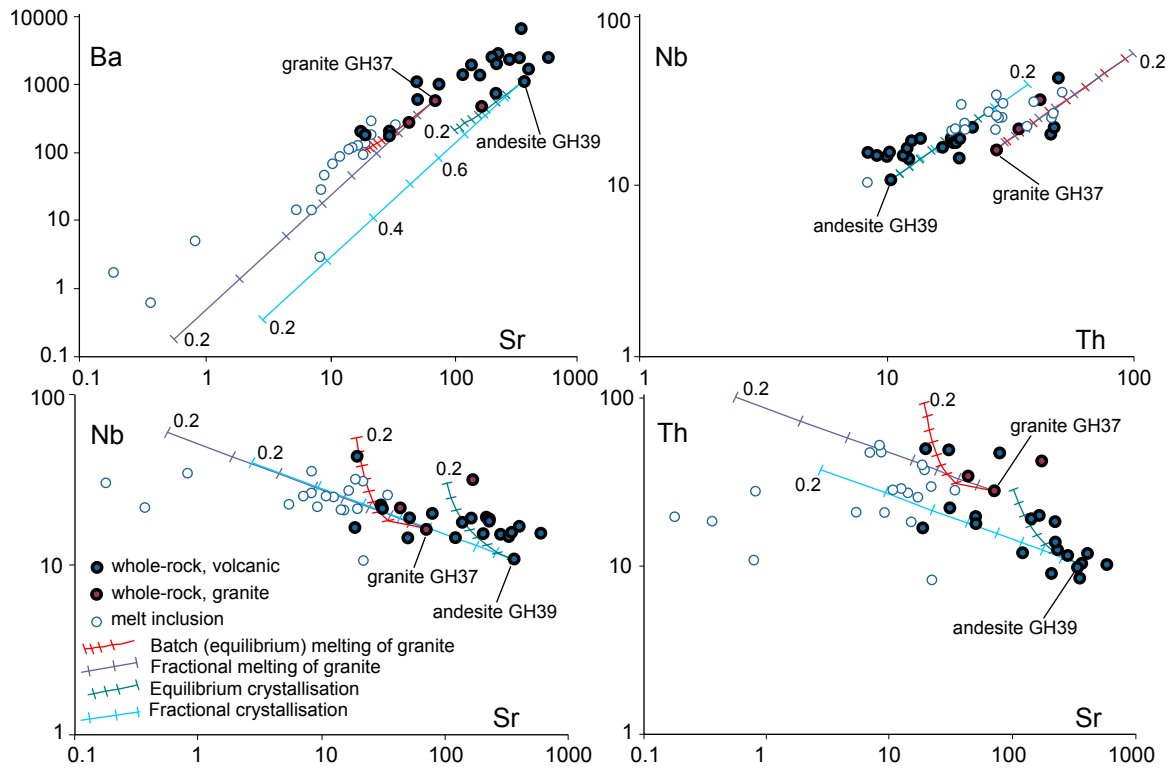 10000
1000
100
10
1
0.1
Ba
granite GH37
0.2
andesite GH39
0.6
0.4
0.2
0.2
Sr
0.1
1
10
100
1000
100
10
1
Nb
0.2
0.2
granite GH37
andesite GH39
Th
10
100
100
10
1
Nb
0.2
0.2
0.2
0.2
granite GH37
andesite GH39
whole-rock, volcanic
whole-rock, granite
melt inclusion
Batch (equilibrium) melting of granite
Fractional melting of granite
Equilibrium crystallisation
Fractional crystallisation
Sr
0.1
1
10
100
1000
100
10
1
Th
0.2
0.2
granite GH37
0.2
0.2
andesite GH39
Sr
0.1
1
10
100
1000